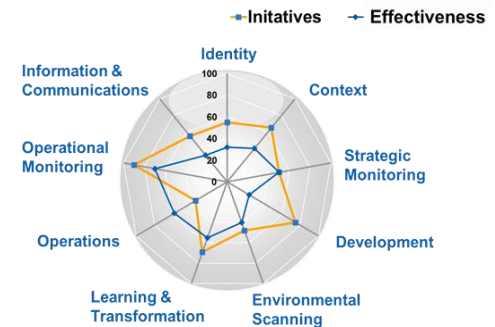 Initatives Effectiveness
Identity
Information &
Communications
Context
100
80
60
40
20
0
Operational
Monitoring
Strategic
Monitoring
Operations
Development
Learning &
Transformation
Environmental
Scanning